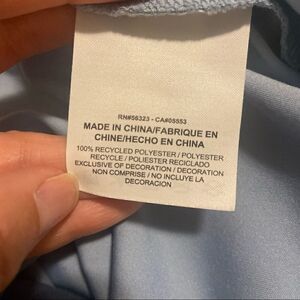 RN#56323 - CA#05553
MADE IN CHINA/FABRIQUE EN
CHINE/HECHO EN CHINA
100% RECYCLED POLYESTER / POLYESTER
RECYCLE / POLIESTER RECICLADO
EXCLUSIVE OF DECORATION / DECORATION
NON COMPRISE / NO INCLUYE LA
DECORACION